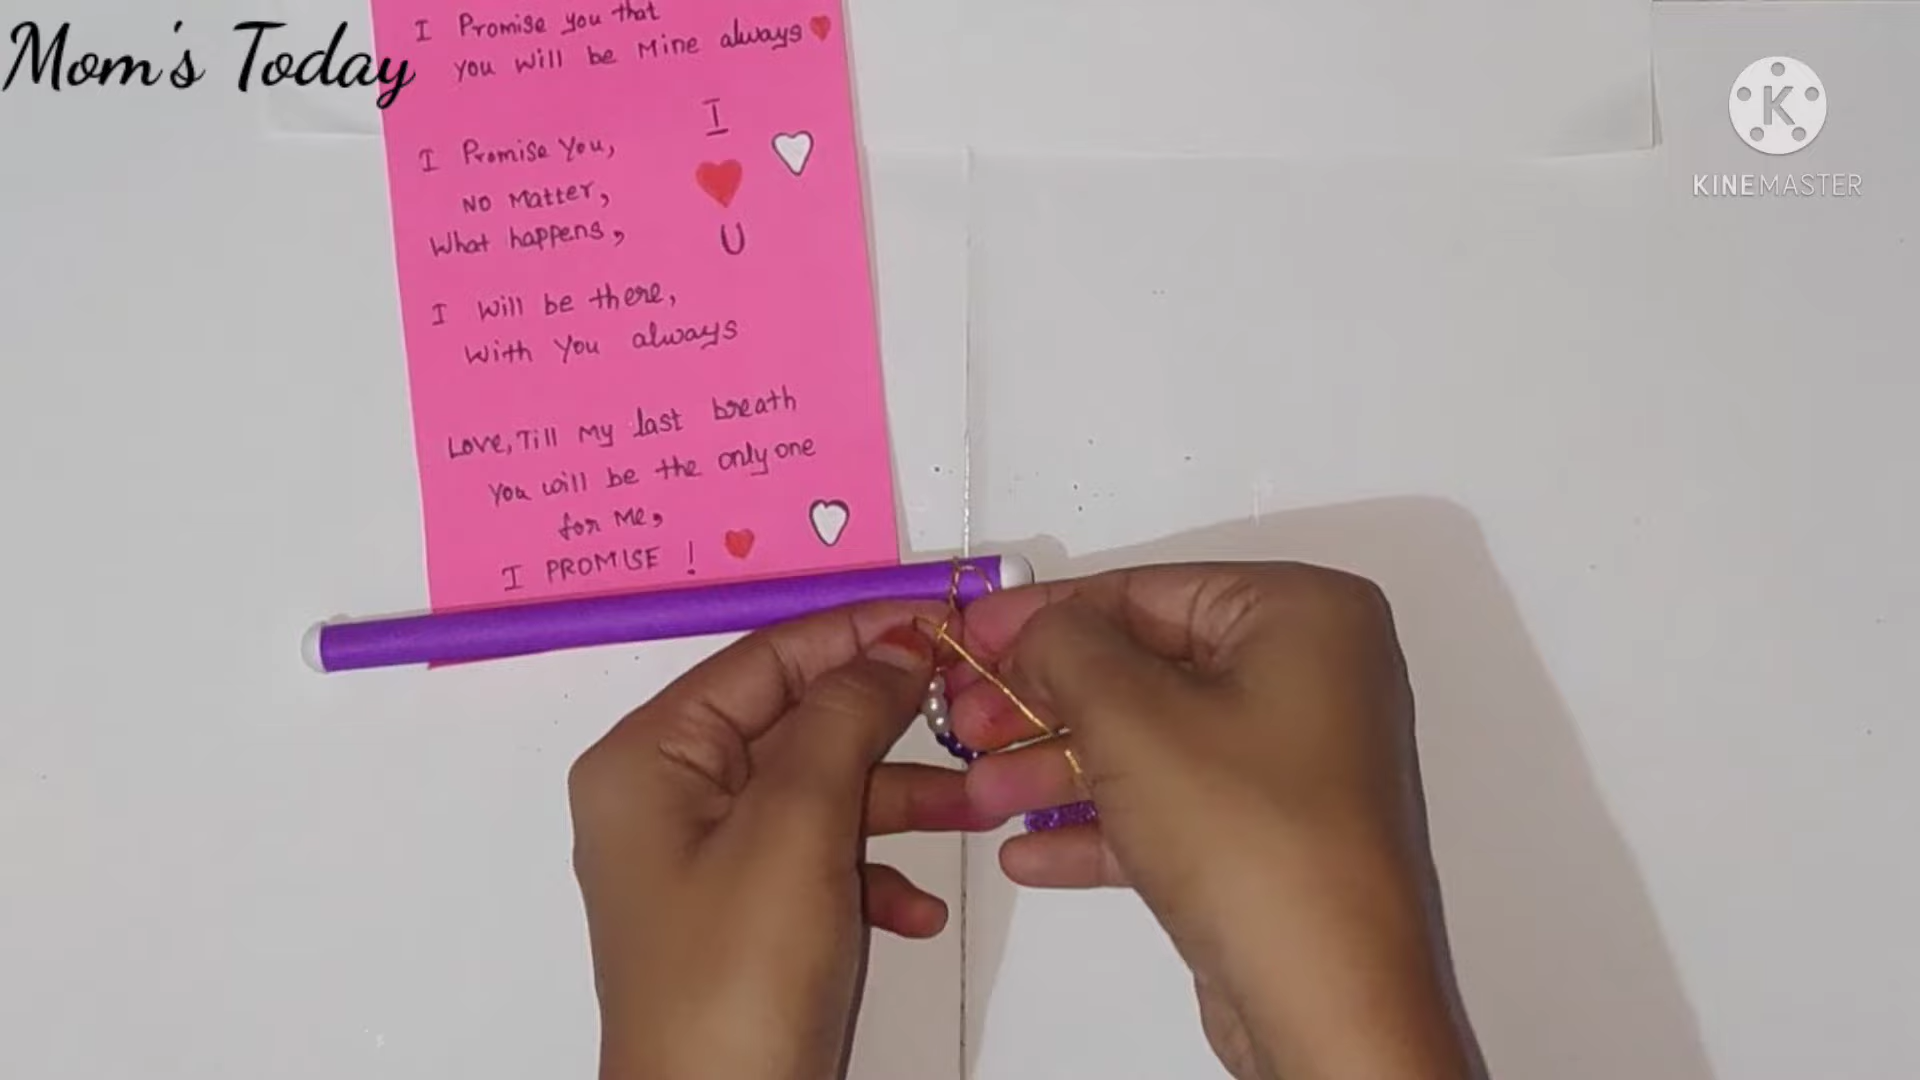 Mom's Today
I Promise you that
you will be Mine always
I Promise You,
NO Matter,
What happens,
I
U
I will be there,
With You always
Love, Till My last breath
You will be the only one
for Me,
I PROMISE !
K
KINEMASTER